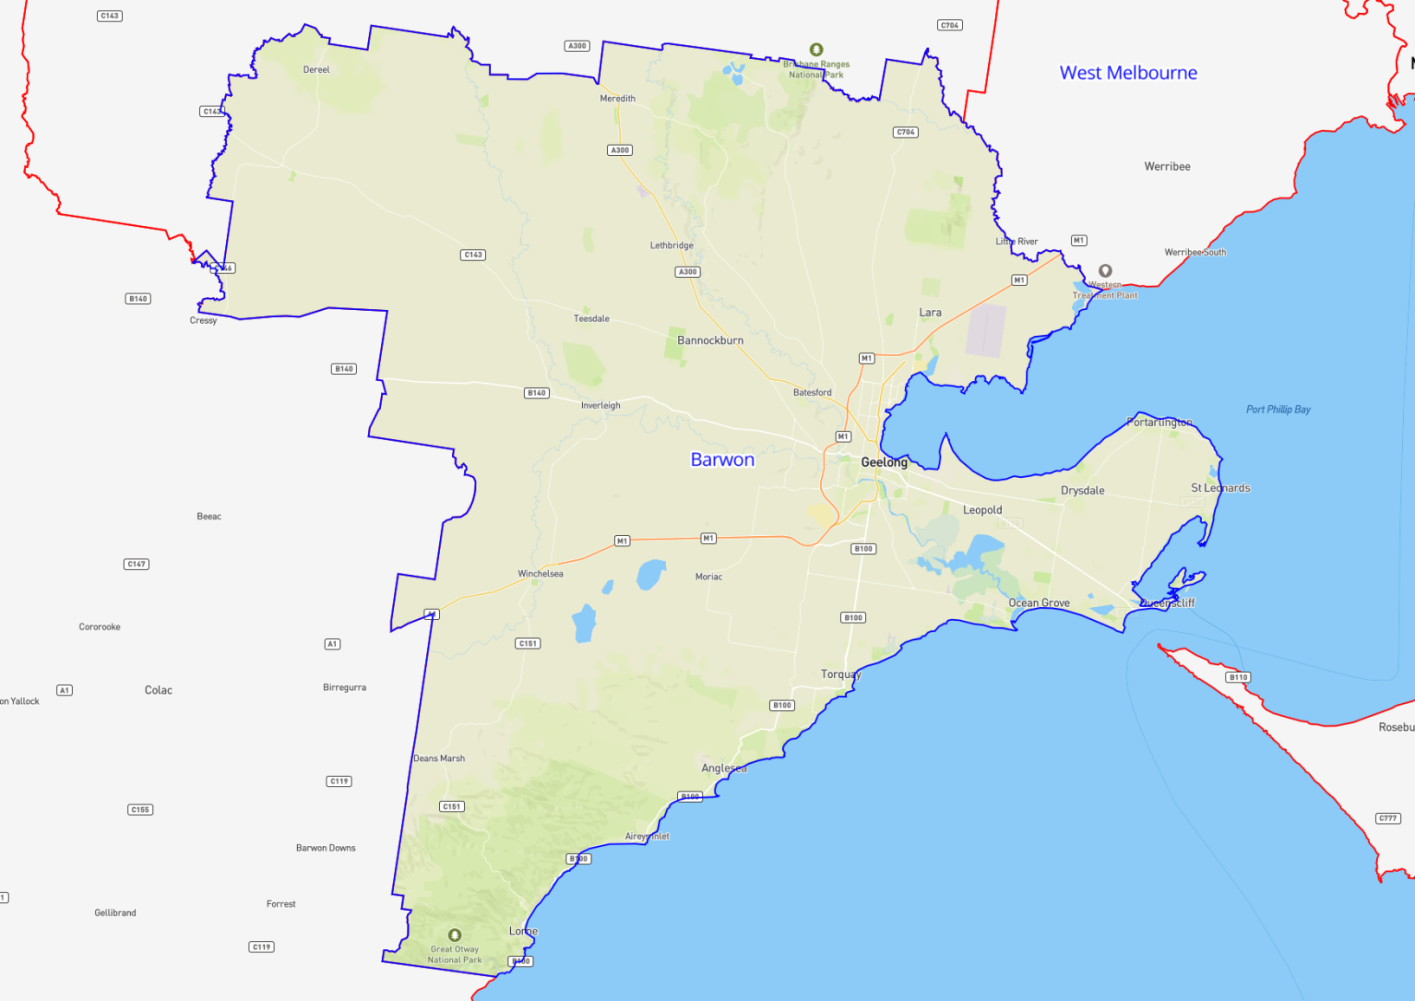 C143
C704
A300
Brisbane Ranges
National Park
Dereel
West Melbourne
Meredith
C143
C704
A300
Werribee
Little River
M1
Lethbridge
Werribee South
C143
A300
M1
Western
Treatment Plant
B140
Cressy
Teesdale
Lara
Bannockburn
M1
B140
B140
Batesford
Inverleigh
Port Phillip Bay
Portarlington
M1
Barwon
Geelong
Drysdale
St Leonards
Leopold
Beeac
M1
M1
B100
C147
Winchelsea
Moriac
Ocean Grove
Queenscliff
B100
Cororooke
A1
C151
Torquay
B110
A1
Colac
Birregurra
on Yallock
B100
Rosebu
Deans Marsh
Anglesea
C119
B100
C155
C151
C777
Aireys Inlet
Barwon Downs
B100
Forrest
Gellibrand
Lorne
C119
Great Otway
National Park
B100